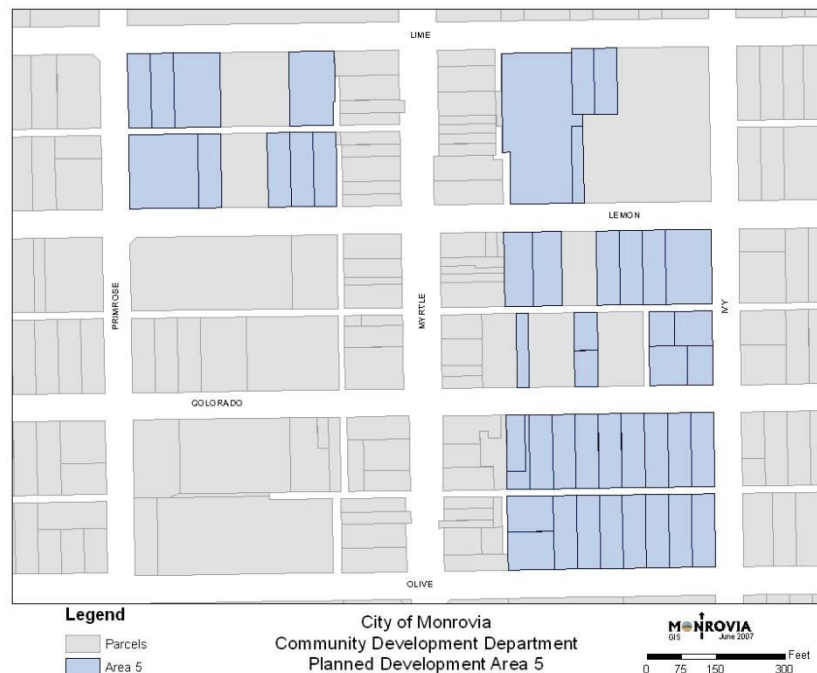 LIME
LEMON
PRIMROSE
MYRTLE
IVY
COLORADO
OLIVE
Legend
Parcels
Area 5
City of Monrovia
Community Development Department
Planned Development Area 5
MONROVIA
GIS June 2007
Feet
0 75 150 300